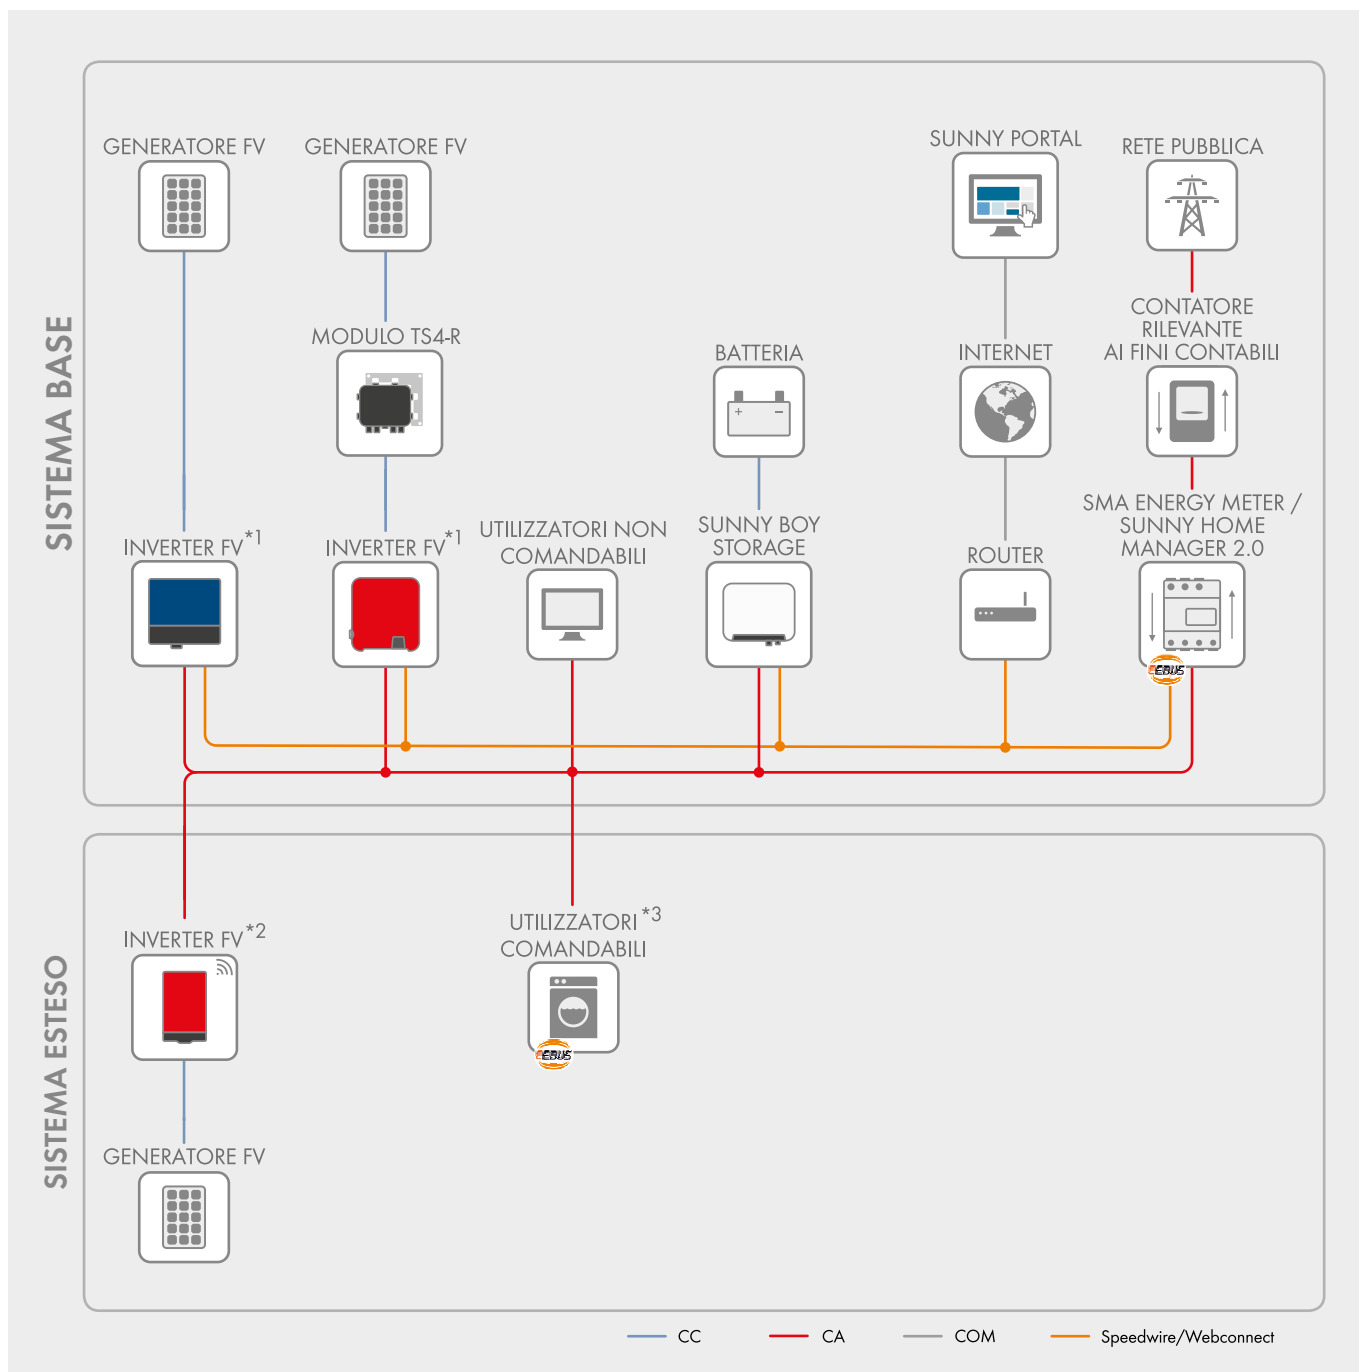 SISTEMA BASE
GENERATORE FV
GENERATORE FV
SUNNY PORTAL
RETE PUBBLICA
MODULO TS4-R
BATTERIA
INTERNET
CONTATORE
RILEVANTE
AI FINI CONTABILI
INVERTER FV*1
INVERTER FV*1
UTILIZZATORI NON
COMANDABILI
SUNNY BOY
STORAGE
ROUTER
SMA ENERGY METER /
SUNNY HOME
MANAGER 2.0
EEBUS
SISTEMA ESTESO
INVERTER FV*2
UTILIZZATORI*3
COMANDABILI
EEBUS
GENERATORE FV
CC
CA
COM
Speedwire/Webconnect